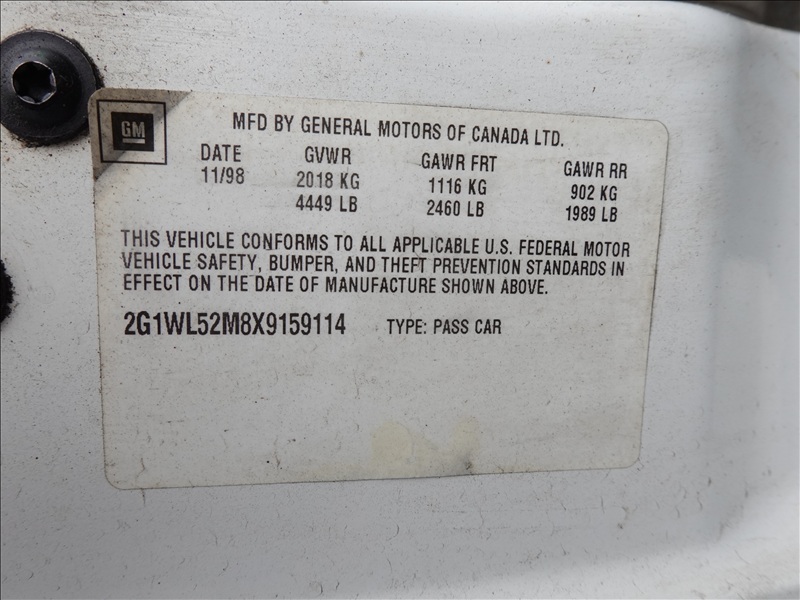 GM
MFD BY GENERAL MOTORS OF CANADA LTD.
DATE GVWR GAWR FRT GAWR RR
11/98 2018 KG 1116 KG 902 KG
4449 LB 2460 LB 1989 LB
THIS VEHICLE CONFORMS TO ALL APPLICABLE U.S. FEDERAL MOTOR
VEHICLE SAFETY, BUMPER, AND THEFT PREVENTION STANDARDS IN
EFFECT ON THE DATE OF MANUFACTURE SHOWN ABOVE.
2G1WL52M8X9159114 TYPE: PASS CAR